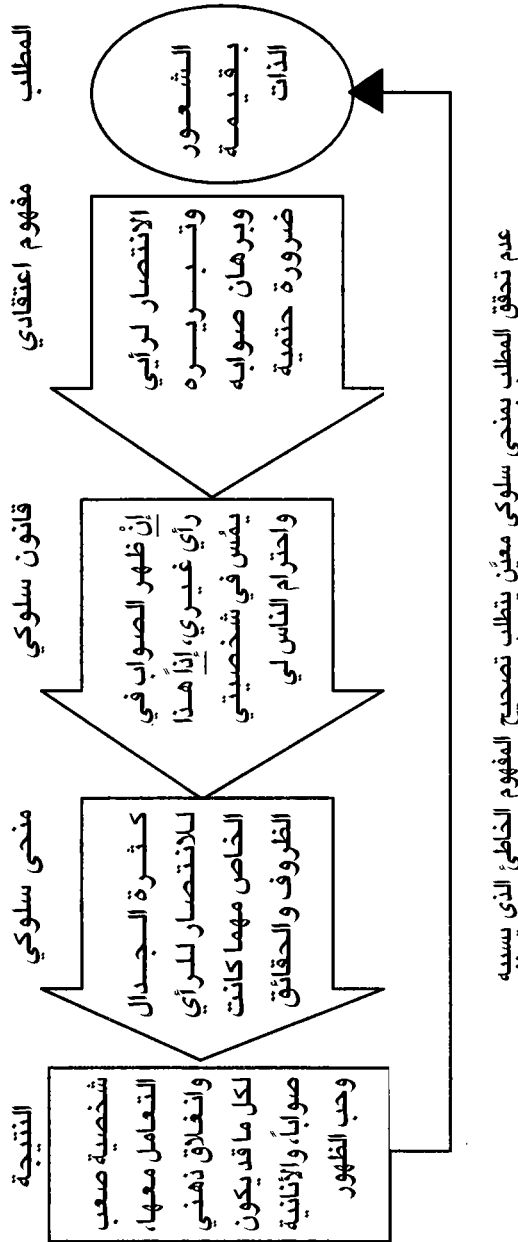 المطلب
الشعور
بقيمة
الذات
مفهوم اعتقادي
الانتصار لرأيي
وتبريره
وبرهان صوابه
ضرورة حتمية
قانون سلوكي
إنْ ظهر الصواب في
رأي غيري، إذاً هذا
يمُس في شخصيتي
واحترام الناس لي
منحى سلوكي
كثرة الجدال
للانتصار للرأي
الخاص مهما كانت
الظروف والحقائق
النتيجة
شخصية صعب
التعامل معها،
وانغلاق ذهني
لكل ما قد يكون
صواباً، والأنانية
وحب الظهور
عدم تحقق المطلب بمنحى سلوكي معيّن يتطلب تصحيح المفهوم الخاطئ الذي يسببه